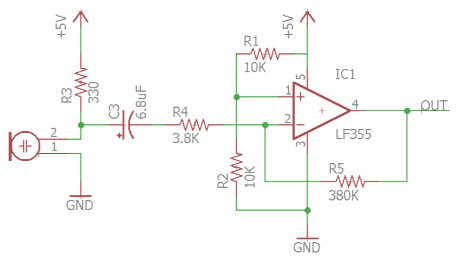 +5V
+5V
R1
10K
IC1
R3
330
C3
6.8uF
R4
3.8K
5
1
+
2
-
4
OUT
LF355
3
2
1
+
R2
10K
R5
380K
GND
GND